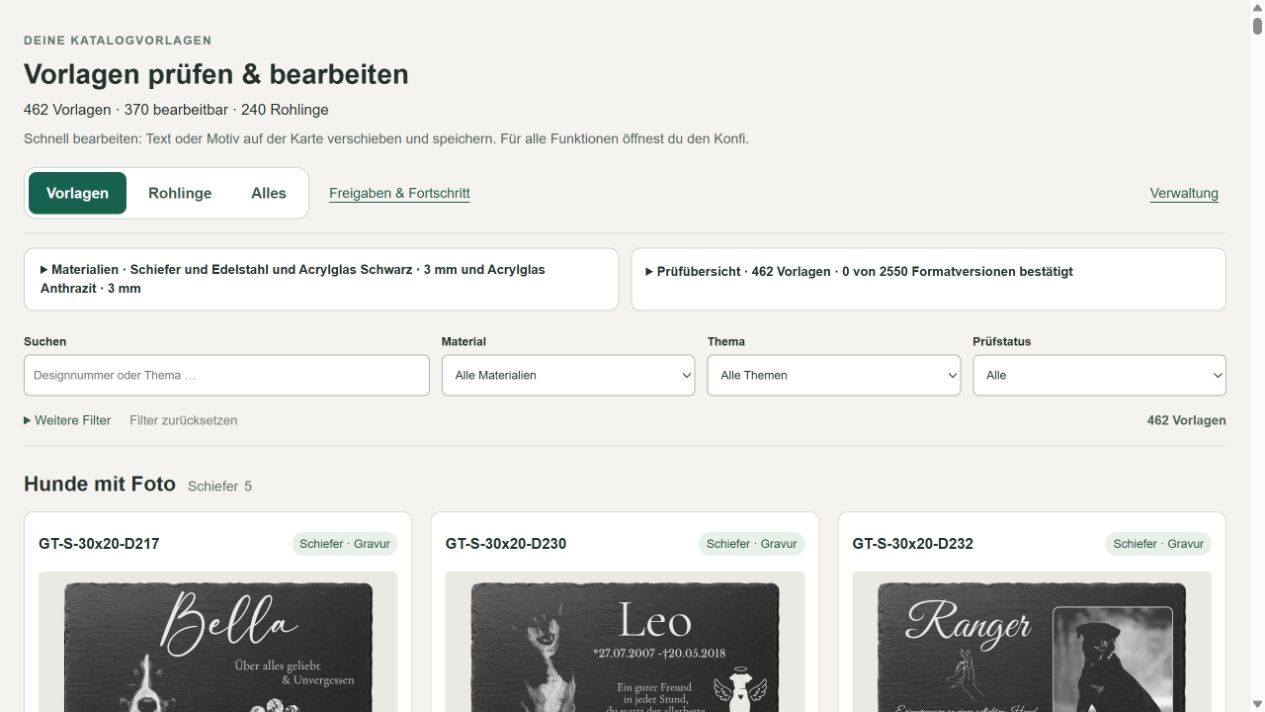 DEINE KATALOGVORLAGEN
Vorlagen prüfen & bearbeiten
462 Vorlagen · 370 bearbeitbar · 240 Rohlinge
Schnell bearbeiten: Text oder Motiv auf der Karte verschieben und speichern. Für alle Funktionen öffnest du den Konfi.
Vorlagen Rohlinge Alles Freigaben & Fortschritt Verwaltung
Materialien · Schiefer und Edelstahl und Acrylglas Schwarz · 3 mm und Acrylglas
Anthrazit · 3 mm
Prüfübersicht · 462 Vorlagen · 0 von 2550 Formatversionen bestätigt
Suchen Material Thema Prüfstatus
Designnummer oder Thema … Alle Materialien Alle Themen Alle
Weitere Filter Filter zurücksetzen 462 Vorlagen
Hunde mit Foto Schiefer 5
GT-S-30x20-D217 Schiefer · Gravur
Bella
Über alles geliebt
& Unvergessen
GT-S-30x20-D230 Schiefer · Gravur
Leo
*27.07.2007 -†20.05.2018
Ein guter Freund
in jeder Stund,
du warst der allerbeste
GT-S-30x20-D232 Schiefer · Gravur
Ranger